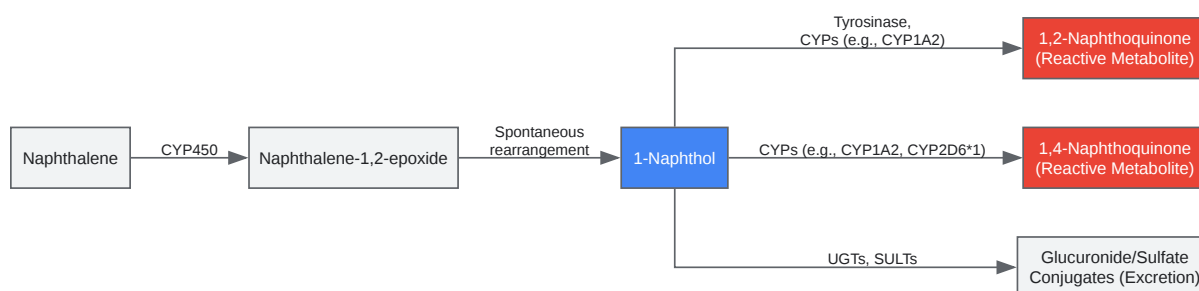 Naphthalene
CYP450
Naphthalene-1,2-epoxide
Spontaneous
rearrangement
1-Naphthol
Tyrosinase,
CYPs (e.g., CYP1A2)
1,2-Naphthoquinone
(Reactive Metabolite)
CYPs (e.g., CYP1A2, CYP2D6*1)
1,4-Naphthoquinone
(Reactive Metabolite)
UGTs, SULTs
Glucuronide/Sulfate
Conjugates (Excretion)